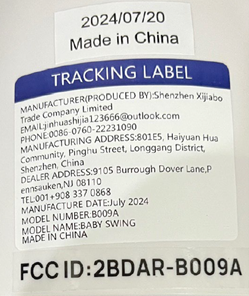 2024/07/20
Made in China
TRACKING LABEL
MANUFACTURER(PRODUCED BY):Shenzhen Xijiabo
Trade Company Limited
EMAIL:jinhuashijia123666@outlook.com
PHONE:0086-0760-22231090
MANUFACTURING ADDRESS:801E5, Haiyuan Hua
Community, Pinghu Street, Longgang District,
Shenzhen, China
DEALER ADDRESS:9105 Burrough Dover Lane,P
ennsauken,NJ 08110
TEL:001+908 337 0868
MANUFACTURE DATE:July 2024
MODEL NUMBER:B009A
MODEL NAME:BABY SWING
MADE IN CHINA
FCC ID:2BDAR-B009A